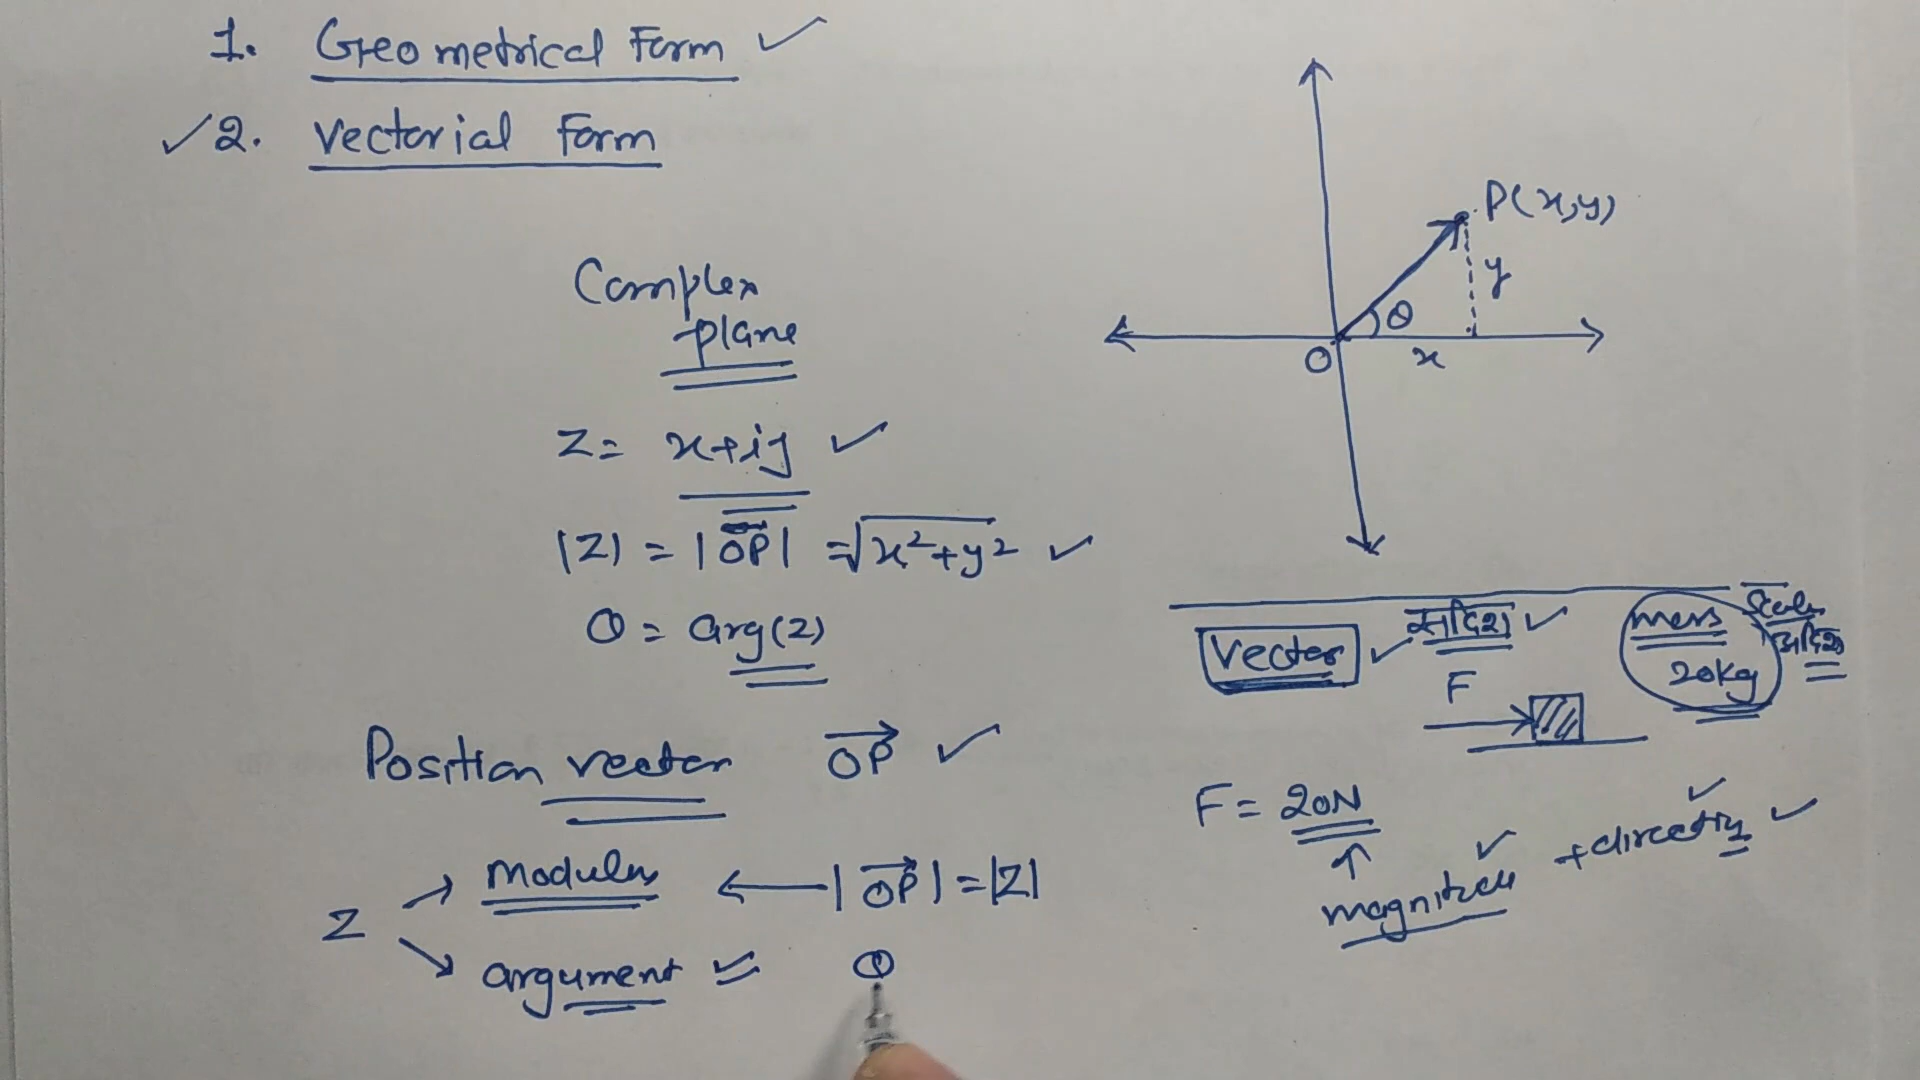 1. Geometrical Form ✓
✓ 2. Vectorial Form
Complex
plane
Z = x+iy ✓
|Z| = |OP| = √x²+y² ✓
θ = arg(z)
Position vector OP ✓
Z
Modulus ← |OP| = |Z|
argument ✓ θ
P(x,y)
y
θ
O
x
Vector ✓ सदिश ✓
mass
20kg
अदिश
F
F = 20N
↑
magnitude ✓ + direction ✓